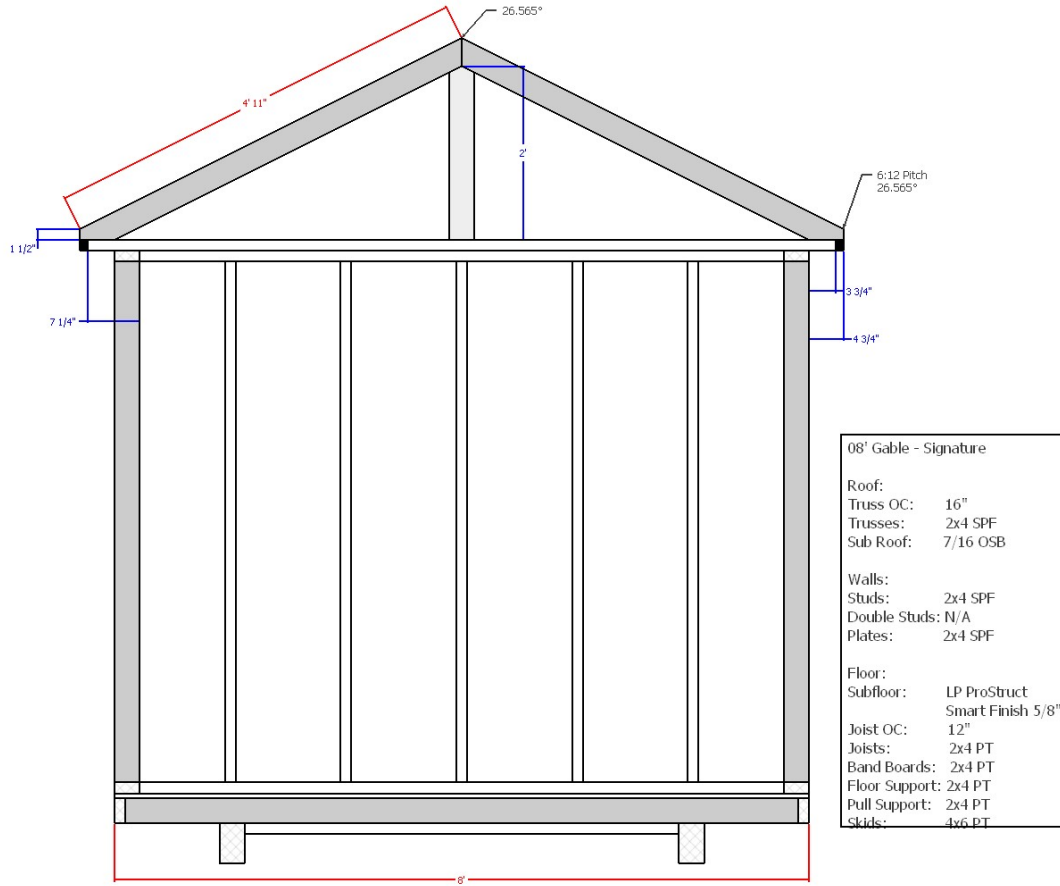 26.565°
4' 11"
2'
6:12 Pitch
26.565°
1 1/2"
3 3/4"
7 1/4"
4 3/4"
08' Gable - Signature
Roof:
Truss OC: 16"
Trusses: 2x4 SPF
Sub Roof: 7/16 OSB
Walls:
Studs: 2x4 SPF
Double Studs: N/A
Plates: 2x4 SPF
Floor:
Subfloor: LP ProStruct
Smart Finish 5/8"
Joist OC: 12"
Joists: 2x4 PT
Band Boards: 2x4 PT
Floor Support: 2x4 PT
Pull Support: 2x4 PT
Skids: 4x6 PT
8'